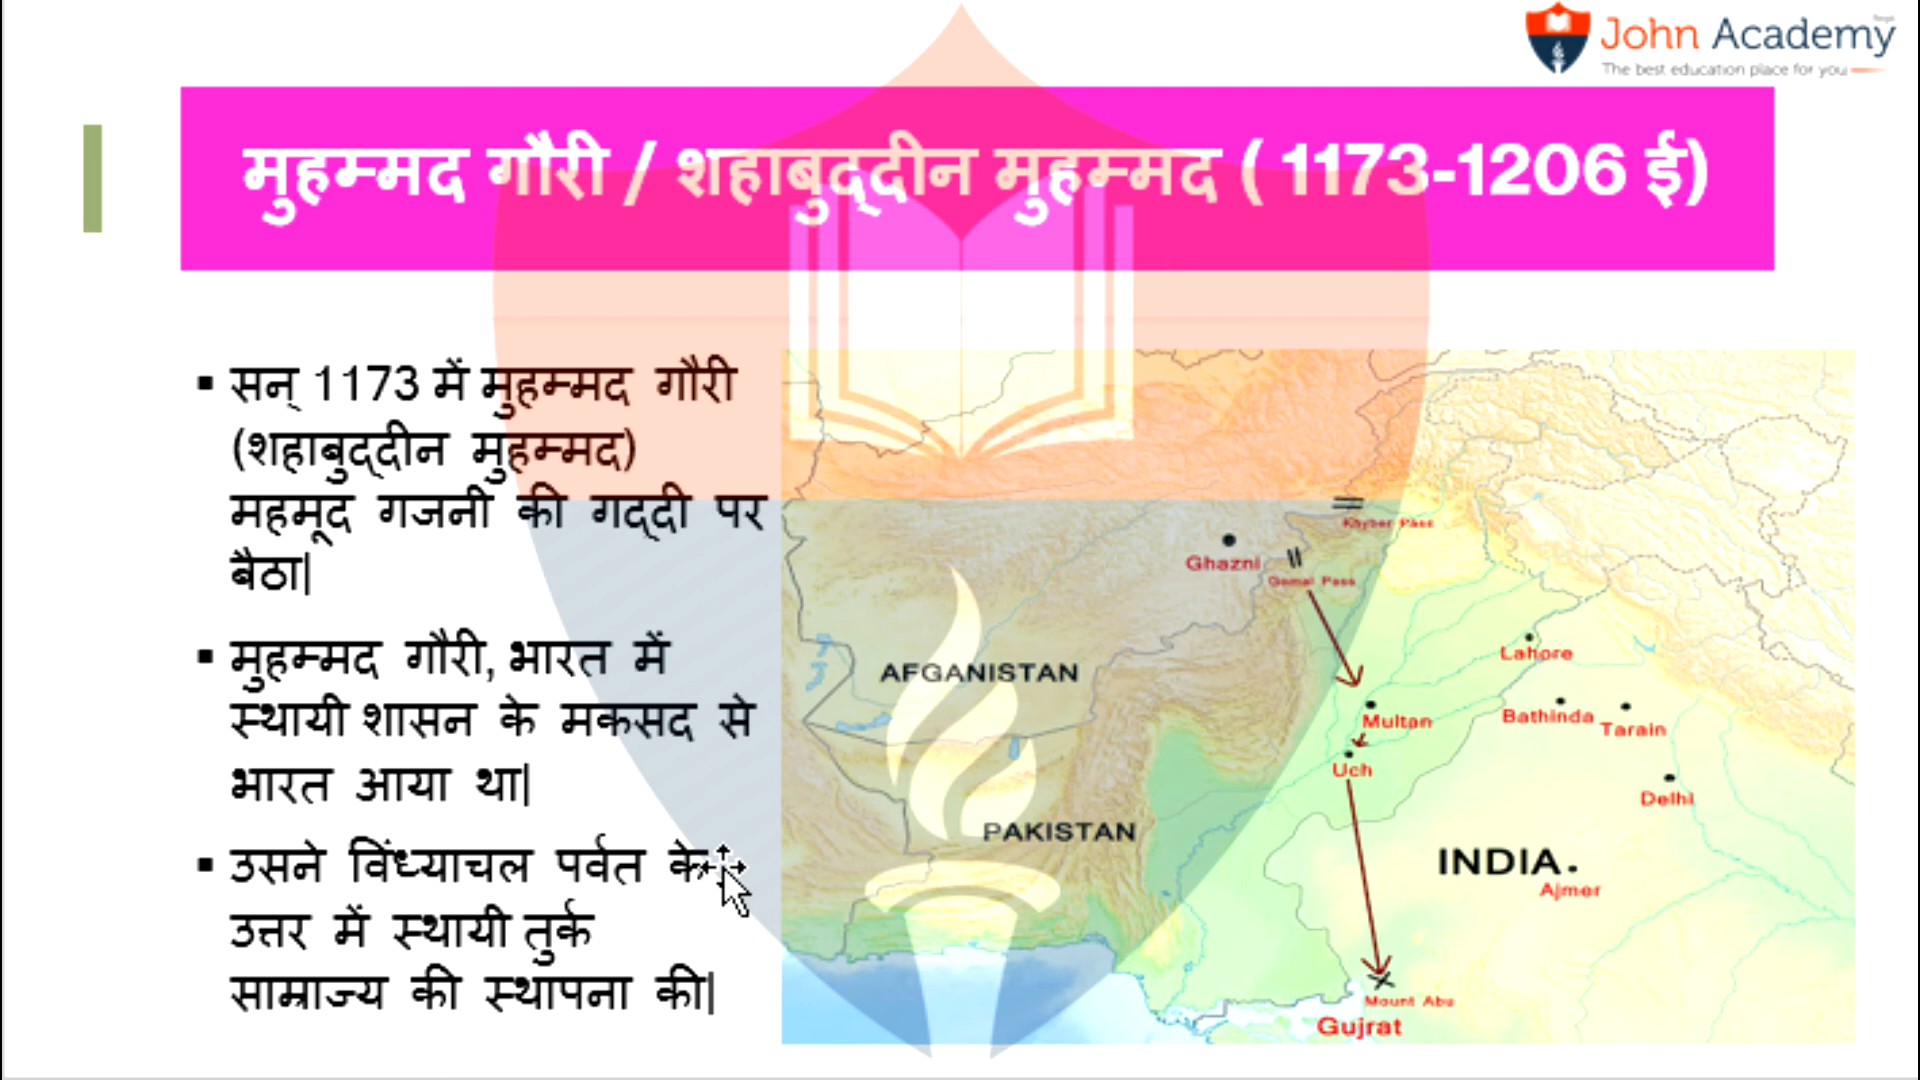 John Academy
The best education place for you
मुहम्मद गौरी / शहाबुद्दीन मुहम्मद ( 1173-1206 ई)
▪ सन् 1173 में मुहम्मद गौरी
(शहाबुद्दीन मुहम्मद)
महमूद गजनी की गद्दी पर
बैठा|
▪ मुहम्मद गौरी, भारत में
स्थायी शासन के मकसद से
भारत आया था|
▪ उसने विंध्याचल पर्वत के
उत्तर में स्थायी तुर्क
साम्राज्य की स्थापना की|
Khyber Pass
Ghazni
Gomal Pass
Lahore
AFGANISTAN
Multan
Bathinda
Tarain
Uch
Delhi
PAKISTAN
INDIA
Ajmer
Mount Abu
Gujrat